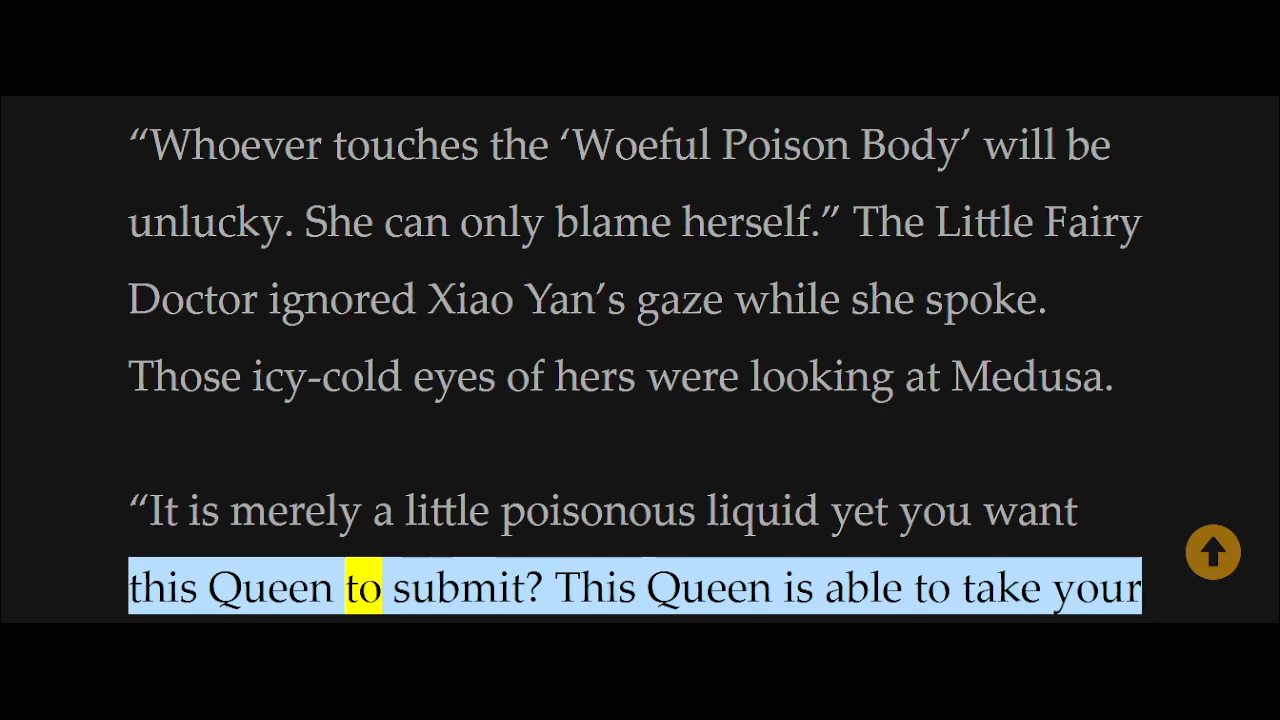 “Whoever touches the ‘Woeful Poison Body’ will be
unlucky. She can only blame herself.” The Little Fairy
Doctor ignored Xiao Yan’s gaze while she spoke.
Those icy-cold eyes of hers were looking at Medusa.
“It is merely a little poisonous liquid yet you want
this Queen to submit? This Queen is able to take your